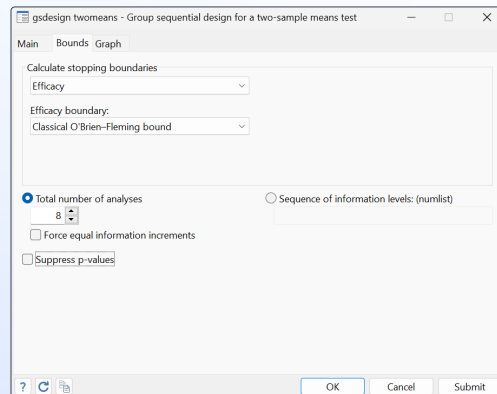 gsdesign twomeans - Group sequential design for a two-sample means test
Main Bounds Graph
Calculate stopping boundaries
Efficacy
Efficacy boundary:
Classical O'Brien–Fleming bound
Total number of analyses
Sequence of information levels: (numlist)
8
Force equal information increments
Suppress p-values
? OK Cancel Submit